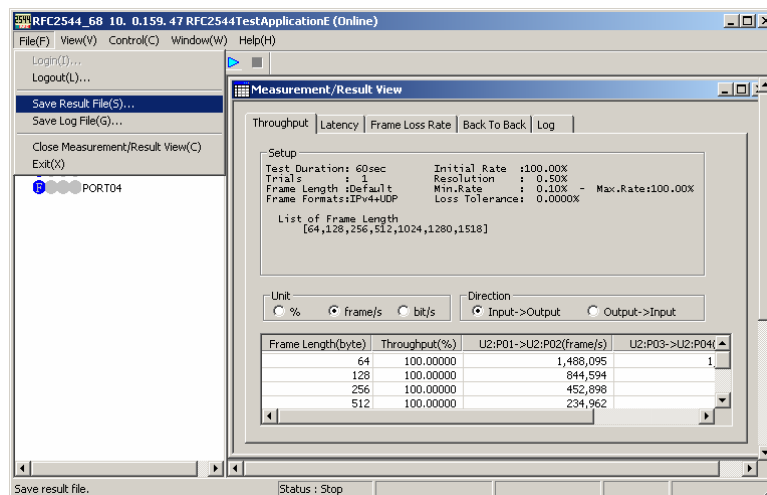 RFC2544_68 10. 0.159. 47 RFC2544TestApplicationE (Online)
File(F) View(V) Control(C) Window(W) Help(H)
Login(I)...
Logout(L)...
Save Result File(S)...
Save Log File(G)...
Close Measurement/Result View(C)
Exit(X)
F PORT04
Measurement/Result View
Throughput Latency Frame Loss Rate Back To Back Log
Setup
Test Duration: 60sec Initial Rate :100.00%
Trials : 1 Resolution : 0.50%
Frame Length :Default Min.Rate : 0.10% - Max.Rate:100.00%
Frame Formats:IPv4+UDP Loss Tolerance: 0.0000%
List of Frame Length
[64,128,256,512,1024,1280,1518]
Unit Direction
% frame/s bit/s Input->Output Output->Input
Frame Length(byte) Throughput(%) U2:P01->U2:P02(frame/s) U2:P03->U2:P04(
64 100.00000 1,488,095 1,
128 100.00000 844,594
256 100.00000 452,898
512 100.00000 234,962
Save result file. Status : Stop